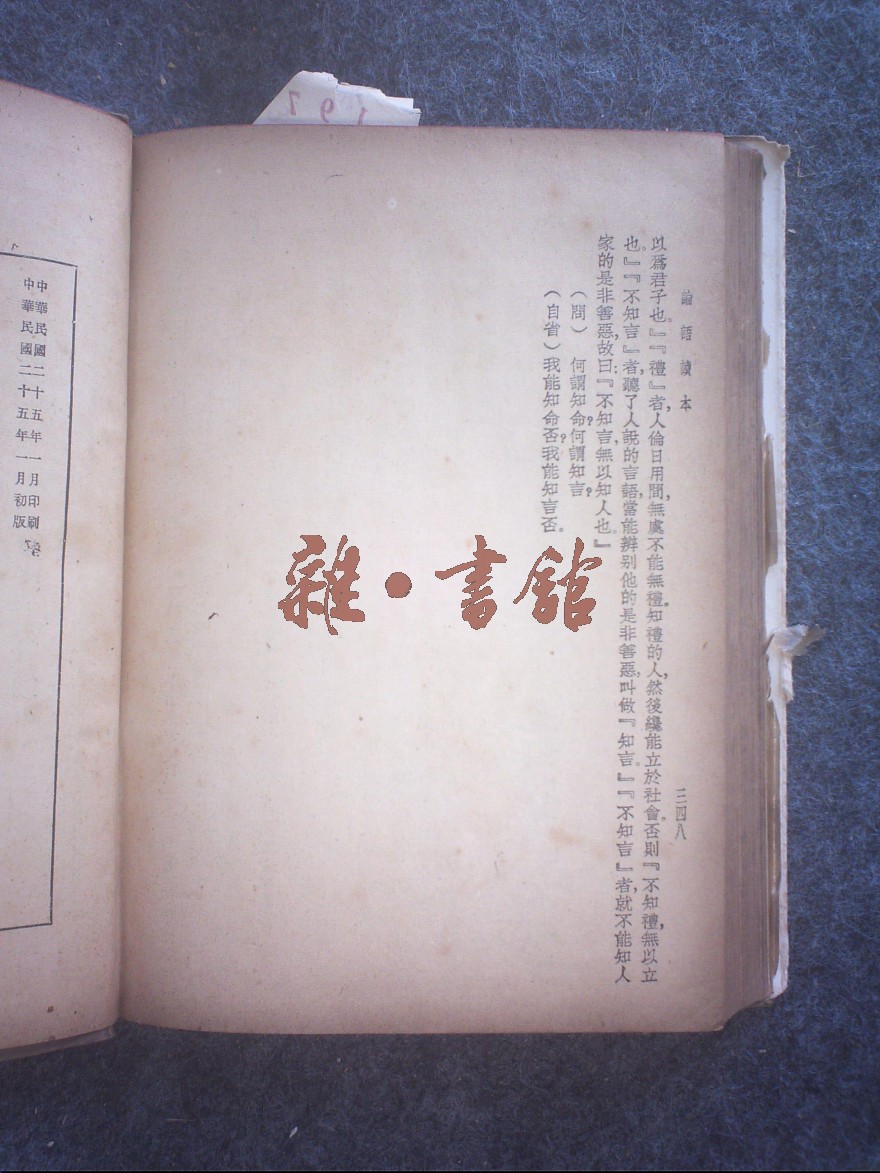 論語讀本
三四八
以爲君子也。』『禮』者，人倫日用間，無處不能無禮。知禮的人，然後纔能立於社會。否則『不知禮，無以立
也。』『不知言』者，聽了人說的言語，當能辨别他的是非善惡，叫做『知言。』『不知言』者，就不能知人
家的是非善惡，故曰：『不知言，無以知人也。』
（問）　何謂知命？何謂知言？
（自省）我能知命否？我能知言否。
中華民國二十五年一月印刷
中華民國二十五年一月初版
雜·書館
197